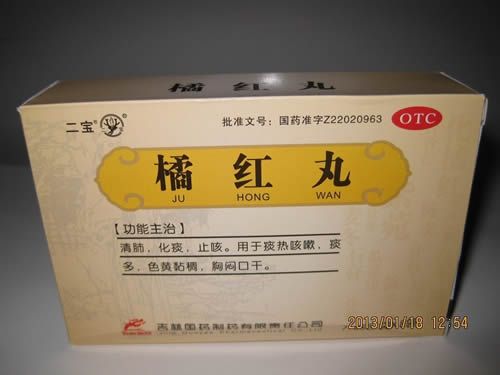 橘红丸
二宝®
批准文号：国药准字Z22020963
OTC
橘红丸
JU HONG WAN
【功能主治】
清肺，化痰，止咳。用于痰热咳嗽，痰
多，色黄黏稠，胸闷口干。
吉林国药制药有限责任公司
2013/01/18 12:54